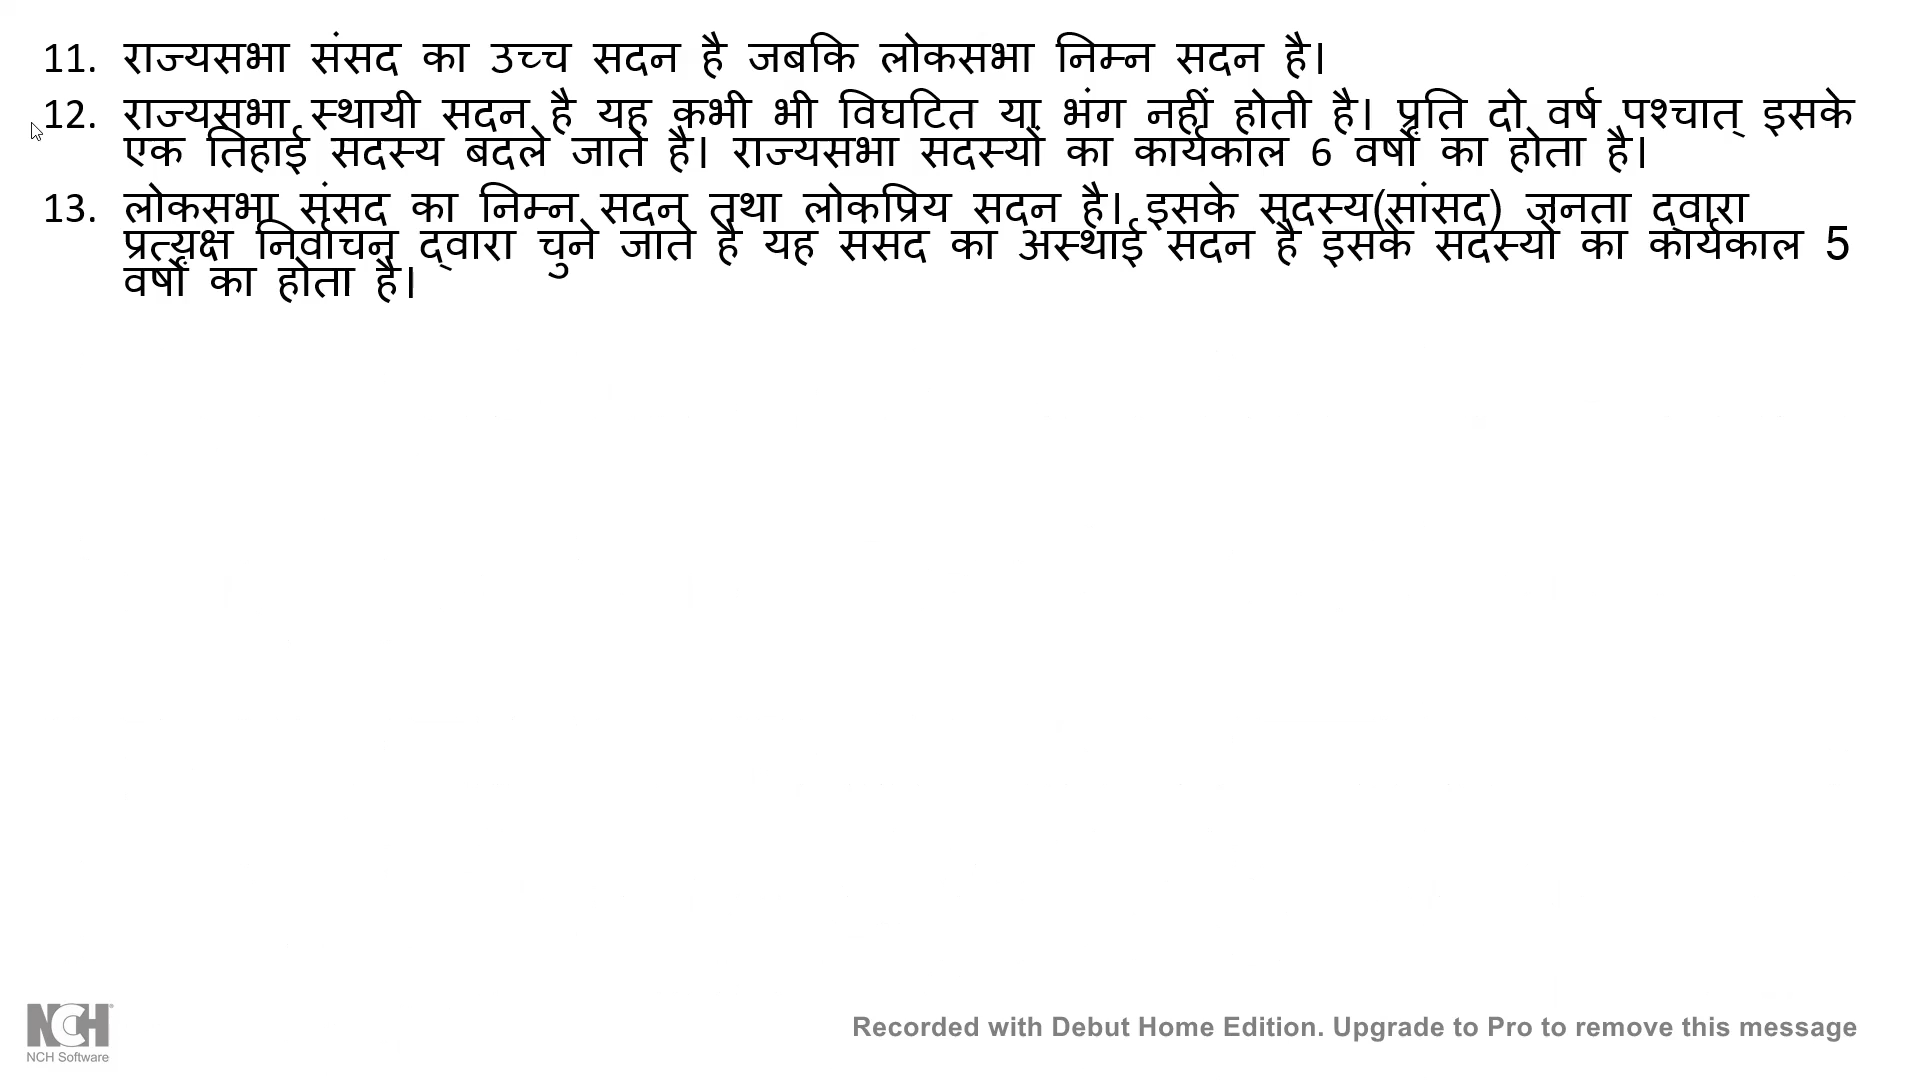 11. राज्यसभा संसद का उच्च सदन है जबकि लोकसभा निम्न सदन है।
12. राज्यसभा स्थायी सदन है यह कभी भी विघटित या भंग नहीं होती है। प्रति दो वर्ष पश्चात् इसके
एक तिहाई सदस्य बदले जाते है। राज्यसभा सदस्यों का कार्यकाल 6 वर्षों का होता है।
13. लोकसभा संसद का निम्न सदन तथा लोकप्रिय सदन है। इसके सदस्य(सांसद) जनता द्वारा
प्रत्यक्ष निर्वाचन द्वारा चुने जाते है यह संसद का अस्थाई सदन है इसके सदस्यों का कार्यकाल 5
वर्षों का होता है।
NCH
NCH Software
Recorded with Debut Home Edition. Upgrade to Pro to remove this message